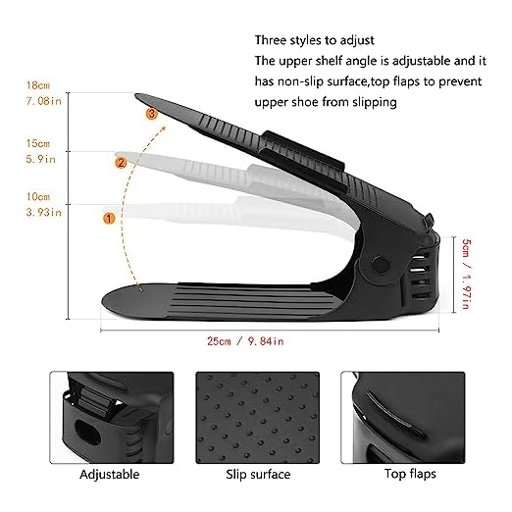 Three styles to adjust
The upper shelf angle is adjustable and it
has non-slip surface,top flaps to prevent
upper shoe from slipping
18cm
7.08in
3
15cm
5.9in
2
10cm
3.93in
1
5cm / 1.97in
25cm / 9.84in
Adjustable
Slip surface
Top flaps